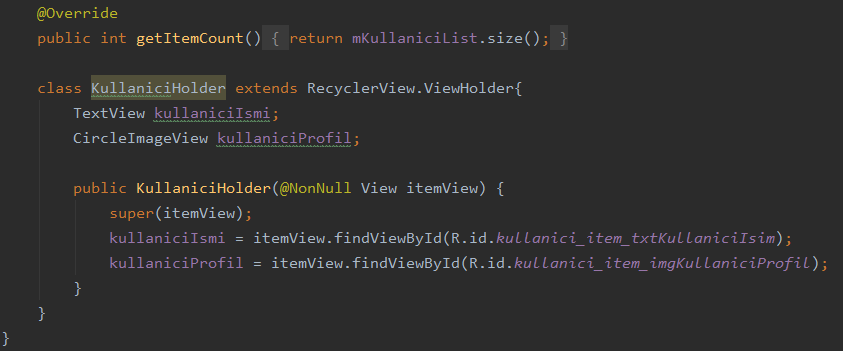 @Override
public int getItemCount() { return mKullaniciList.size(); }
class KullaniciHolder extends RecyclerView.ViewHolder{
TextView kullaniciIsmi;
CircleImageView kullaniciProfil;
public KullaniciHolder(@NonNull View itemView) {
super(itemView);
kullaniciIsmi = itemView.findViewById(R.id.kullanici_item_txtKullaniciIsim);
kullaniciProfil = itemView.findViewById(R.id.kullanici_item_imgKullaniciProfil);
}
}
}